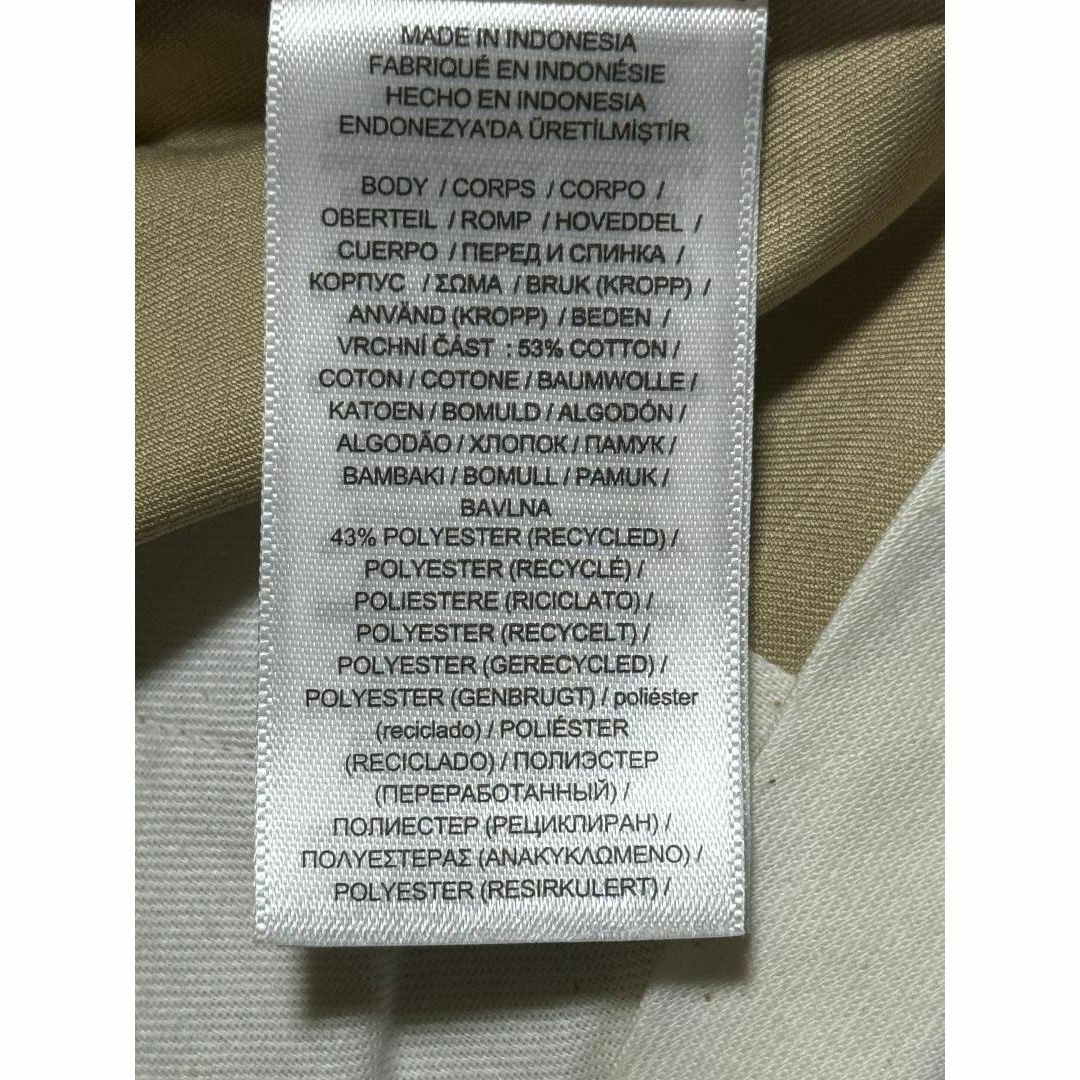 MADE IN INDONESIA
FABRIQUÉ EN INDONÉSIE
HECHO EN INDONESIA
ENDONEZYA'DA ÜRETİLMİŞTİR
BODY / CORPS / CORPO /
OBERTEIL / ROMP / HOVEDDEL /
CUERPO / ПЕРЕД И СПИНКА /
КОРПУС / ΣΩΜΑ / BRUK (KROPP) /
ANVÄND (KROPP) / BEDEN /
VRCHNÍ ČÁST : 53% COTTON /
COTON / COTONE / BAUMWOLLE /
KATOEN / BOMULD / ALGODÓN /
ALGODÃO / ХЛОПОК / ПАМУК /
BAMBAKI / BOMULL / PAMUK /
BAVLNA
43% POLYESTER (RECYCLED) /
POLYESTER (RECYCLÉ) /
POLIESTERE (RICICLATO) /
POLYESTER (RECYCELT) /
POLYESTER (GERECYCLED) /
POLYESTER (GENBRUGT) / poliéster
(reciclado) / POLIÉSTER
(RECICLADO) / ПОЛИЭСТЕР
(ПЕРЕРАБОТАННЫЙ) /
ПОЛИЕСТЕР (РЕЦИКЛИРАН) /
ΠΟΛΥΕΣΤΕΡΑΣ (ΑΝΑΚΥΚΛΩΜΕΝΟ) /
POLYESTER (RESIRKULERT) /